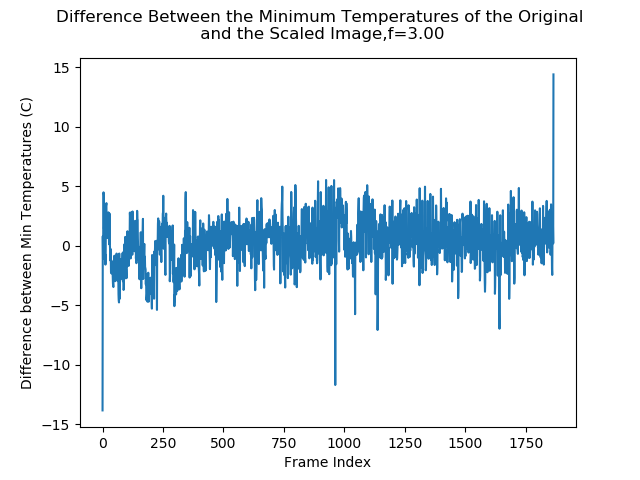 Difference Between the Minimum Temperatures of the Original
and the Scaled Image,f=3.00
15
10
5
0
−5
−10
−15
Difference between Min Temperatures (C)
0 250 500 750 1000 1250 1500 1750
Frame Index